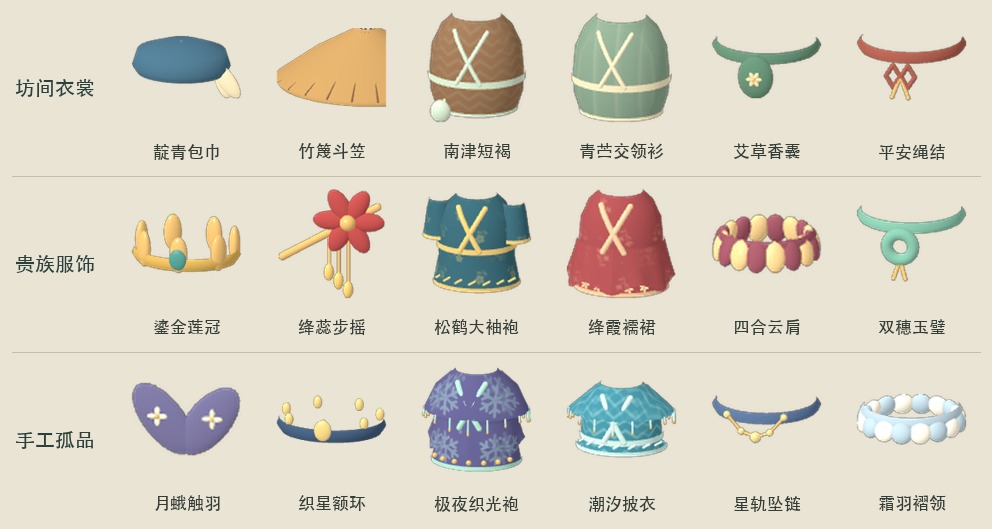 坊间衣裳
靛青包巾 竹篾斗笠 南津短褐 青苎交领衫 艾草香囊 平安绳结
贵族服饰
鎏金莲冠 绛蕊步摇 松鹤大袖袍 绛霞襦裙 四合云肩 双穗玉璧
手工孤品
月蛾触羽 织星额环 极夜织光袍 潮汐披衣 星轨坠链 霜羽褶领